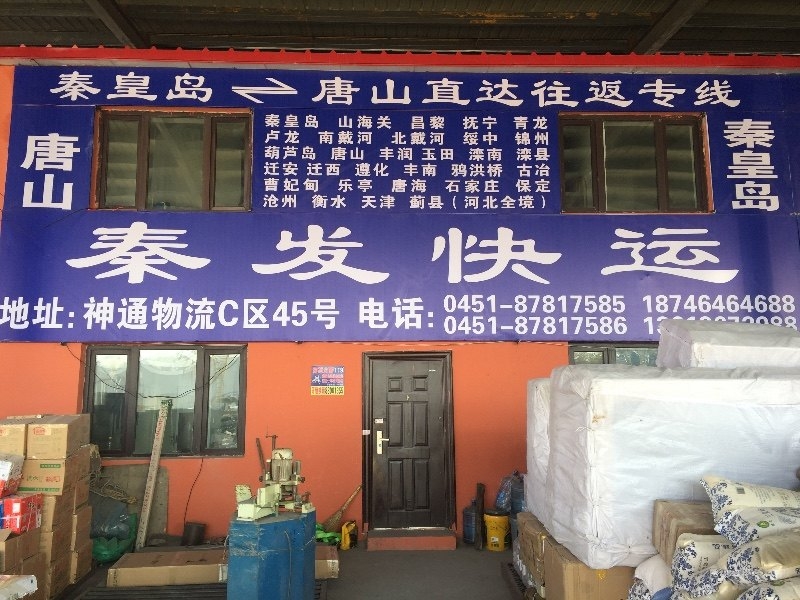 秦皇岛⇌唐山直达往返专线
唐山
秦皇岛 山海关 昌黎 抚宁 青龙
卢龙 南戴河 北戴河 绥中 锦州
葫芦岛 唐山 丰润 玉田 滦南 滦县
迁安 迁西 遵化 丰南 鸦洪桥 古冶
曹妃甸 乐亭 唐海 石家庄 保定
沧州 衡水 天津 蓟县(河北全境)
秦皇岛
秦发快运
地址:神通物流C区45号 电话:
0451-87817585 18746464688
0451-87817586